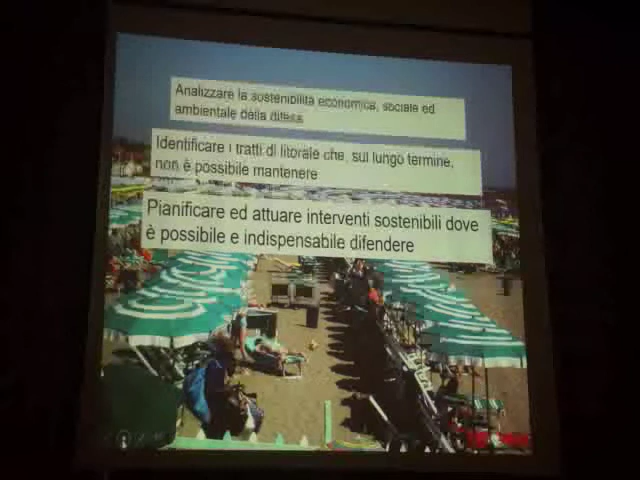 Analizzare la sostenibilità economica, sociale ed
ambientale della difesa
Identificare i tratti di litorale che, sul lungo termine,
non è possibile mantenere
Pianificare ed attuare interventi sostenibili dove
è possibile e indispensabile difendere